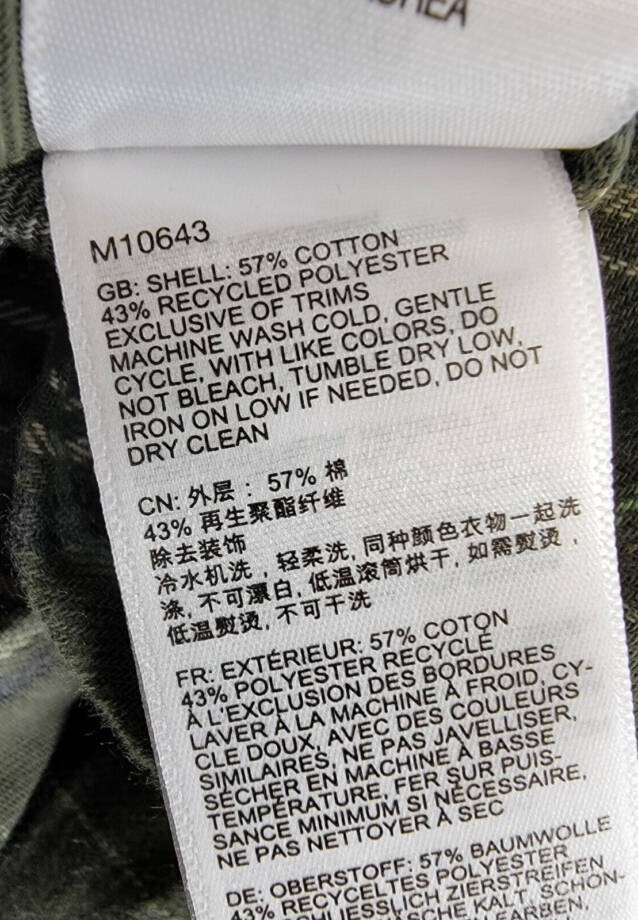 M10643
GB: SHELL: 57% COTTON
43% RECYCLED POLYESTER
EXCLUSIVE OF TRIMS
MACHINE WASH COLD, GENTLE
CYCLE, WITH LIKE COLORS, DO
NOT BLEACH, TUMBLE DRY LOW,
IRON ON LOW IF NEEDED, DO NOT
DRY CLEAN
CN: 外层 : 57% 棉
43% 再生聚酯纤维
除去装饰
冷水机洗 , 轻柔洗, 同种颜色衣物一起洗
涤, 不可漂白, 低温滚筒烘干, 如需熨烫 ,
低温熨烫, 不可干洗
FR: EXTÉRIEUR: 57% COTON
43% POLYESTER RECYCLÉ
À L'EXCLUSION DES BORDURES
LAVER À LA MACHINE À FROID, CY-
CLE DOUX, AVEC DES COULEURS
SIMILAIRES, NE PAS JAVELLISER,
SÉCHER EN MACHINE À BASSE
TEMPÉRATURE, FER SUR PUIS-
SANCE MINIMUM SI NÉCESSAIRE,
NE PAS NETTOYER À SEC
DE: OBERSTOFF: 57% BAUMWOLLE
43% RECYCELTES POLYESTER
ZIERSTREIFEN
KALT, SCHON-